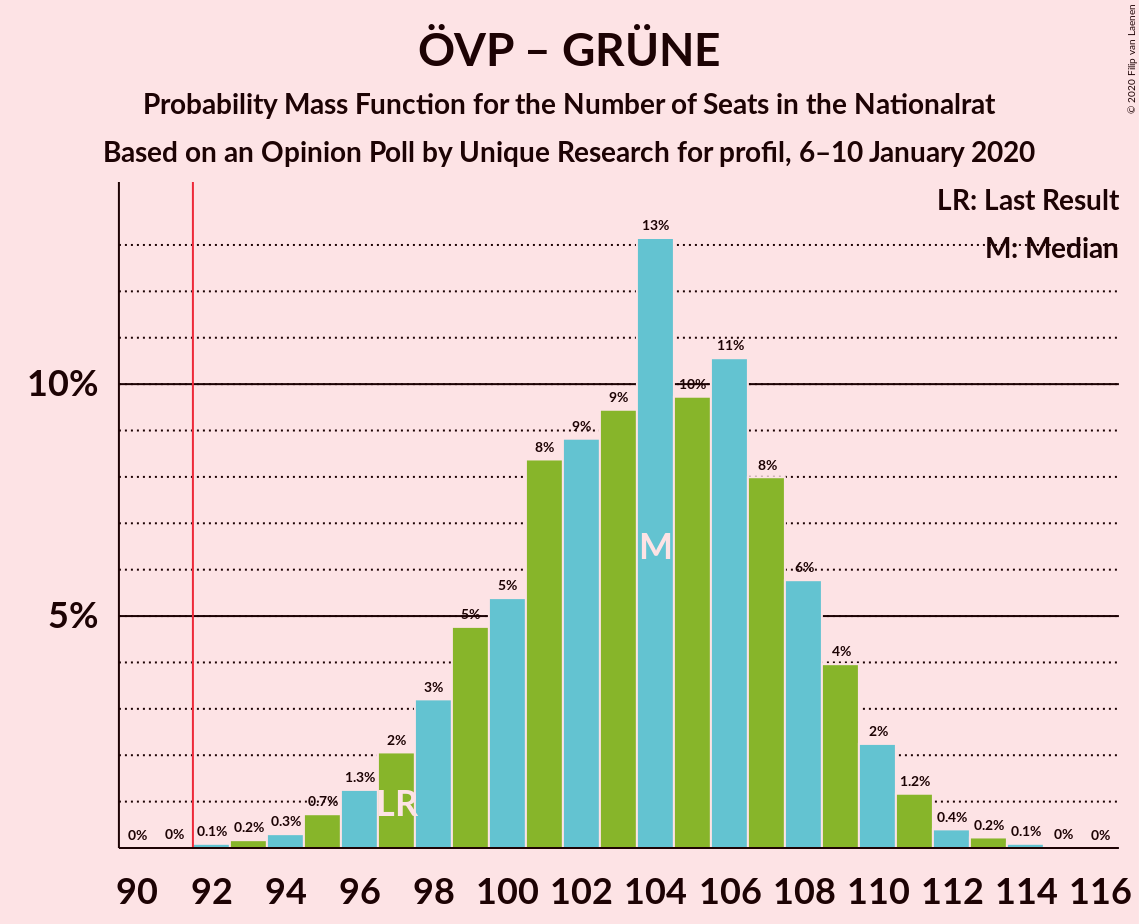 ÖVP – GRÜNE
Probability Mass Function for the Number of Seats in the Nationalrat
Based on an Opinion Poll by Unique Research for profil, 6–10 January 2020
© 2020 Filip van Laenen
LR: Last Result
M: Median
10%
5%
0% 0% 0.1% 0.2% 0.3% 0.7% 1.3% 2% 3% 5% 5% 8% 9% 9% 13% 10% 11% 8% 6% 4% 2% 1.2% 0.4% 0.2% 0.1% 0% 0%
M
LR
90 92 94 96 98 100 102 104 106 108 110 112 114 116